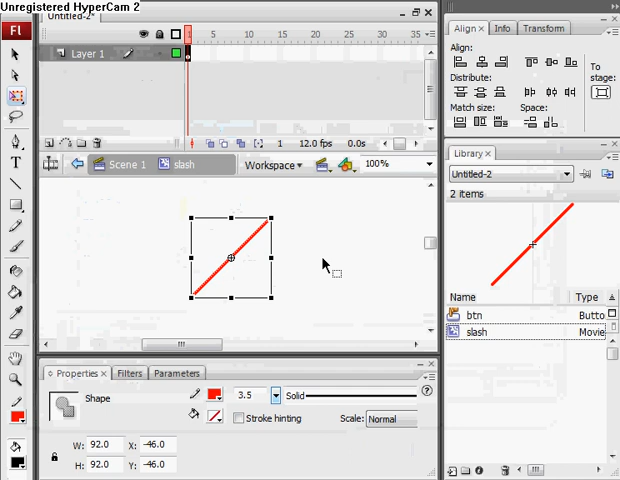 Unregistered HyperCam 2
Fl
Untitled-2*
1 5 10 15 20 25 30 35
Layer 1
1 12.0 fps 0.0s
Scene 1 slash Workspace 100%
Properties Filters Parameters
Shape
3.5 Solid
Stroke hinting Scale: Normal
W: 92.0 X: -46.0
H: 92.0 Y: -46.0
Align Info Transform
Align:
To stage:
Distribute:
Match size: Space:
Library
Untitled-2
2 items
Name Type
btn Butto
slash Movie